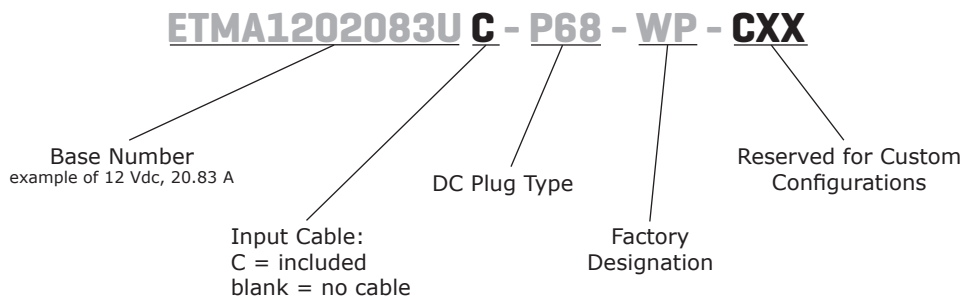 ETMA1202083U C - P68 - WP - CXX
Base Number
example of 12 Vdc, 20.83 A
Input Cable:
C = included
blank = no cable
DC Plug Type
Factory
Designation
Reserved for Custom
Configurations